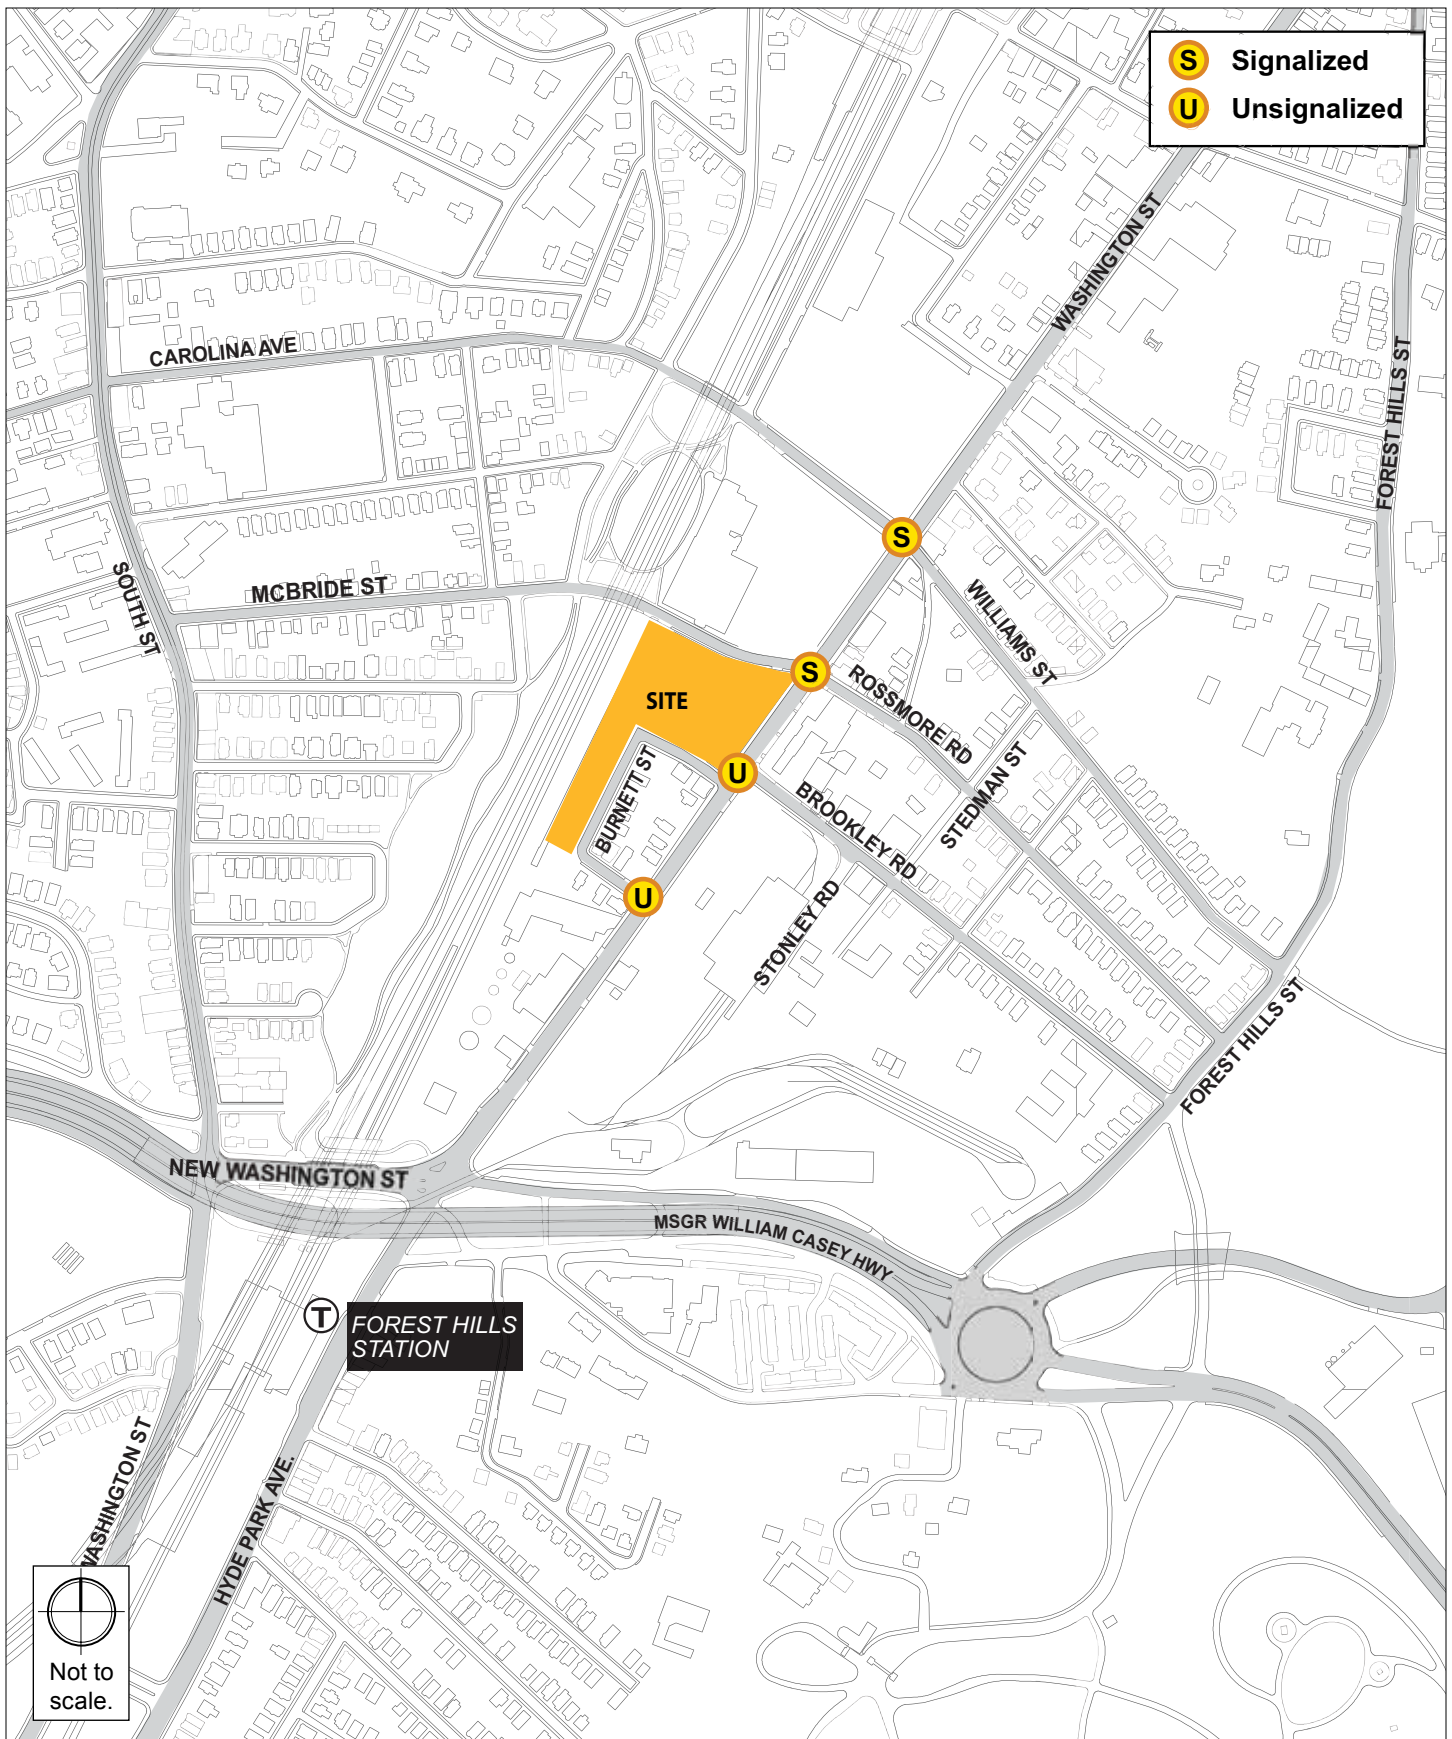 S Signalized
U Unsignalized
WASHINGTON ST
CAROLINA AVE
FOREST HILLS ST
S
SOUTH ST
MCBRIDE ST
WILLIAMS ST
S
SITE
ROSSMORE RD
STEDMAN ST
U
BURNETT ST
BROOKLEY RD
U
STONLEY RD
FOREST HILLS ST
NEW WASHINGTON ST
MSGR WILLIAM CASEY HWY
T
FOREST HILLS
STATION
WASHINGTON ST
HYDE PARK AVE.
Not to
scale.